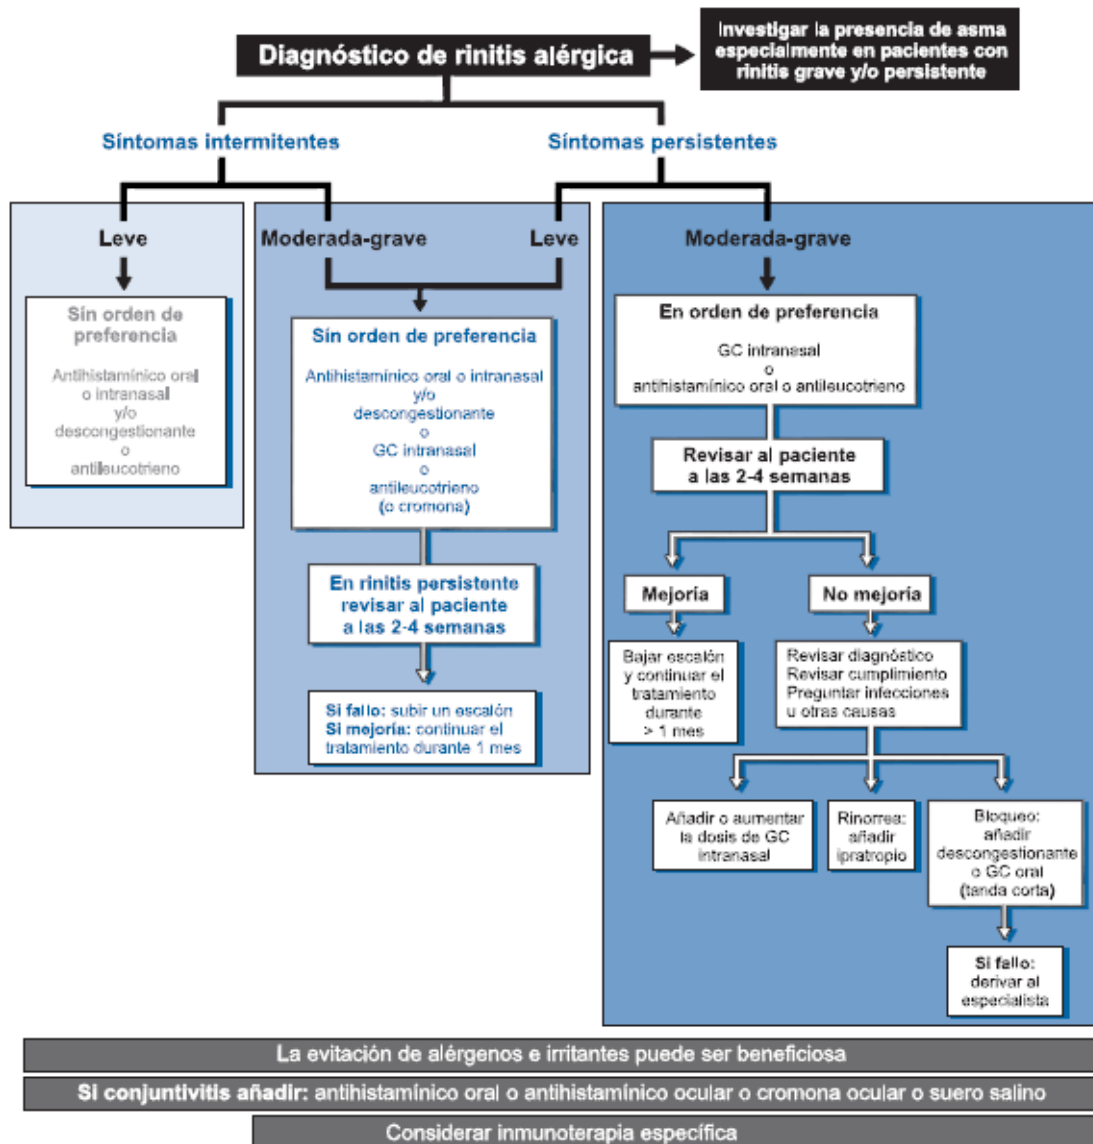 Diagnóstico de rinitis alérgica
Investigar la presencia de asma
especialmente en pacientes con
rinitis grave y/o persistente
Síntomas intermitentes
Síntomas persistentes
Leve
Moderada-grave
Leve
Moderada-grave
Sin orden de
preferencia
Antihistamínico oral
o intranasal
y/o
descongestionante
o
antileucotrieno
Sin orden de preferencia
Antihistamínico oral o intranasal
y/o
descongestionante
o
GC intranasal
o
antileucotrieno
(o cromona)
En rinitis persistente
revisar al paciente
a las 2-4 semanas
Si fallo: subir un escalón
Si mejoría: continuar el
tratamiento durante 1 mes
En orden de preferencia
GC intranasal
o
antihistamínico oral o antileucotrieno
Revisar al paciente
a las 2-4 semanas
Mejoría
No mejoría
Bajar escalón
y continuar el
tratamiento
durante
> 1 mes
Revisar diagnóstico
Revisar cumplimiento
Preguntar infecciones
u otras causas
Añadir o aumentar
la dosis de GC
intranasal
Rinorrea:
añadir
ipratropio
Bloqueo:
añadir
descongestionante
o GC oral
(tanda corta)
Si fallo:
derivar al
especialista
La evitación de alérgenos e irritantes puede ser beneficiosa
Si conjuntivitis añadir: antihistamínico oral o antihistamínico ocular o cromona ocular o suero salino
Considerar inmunoterapia específica